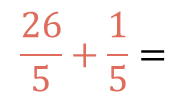 26/5 + 1/5 =